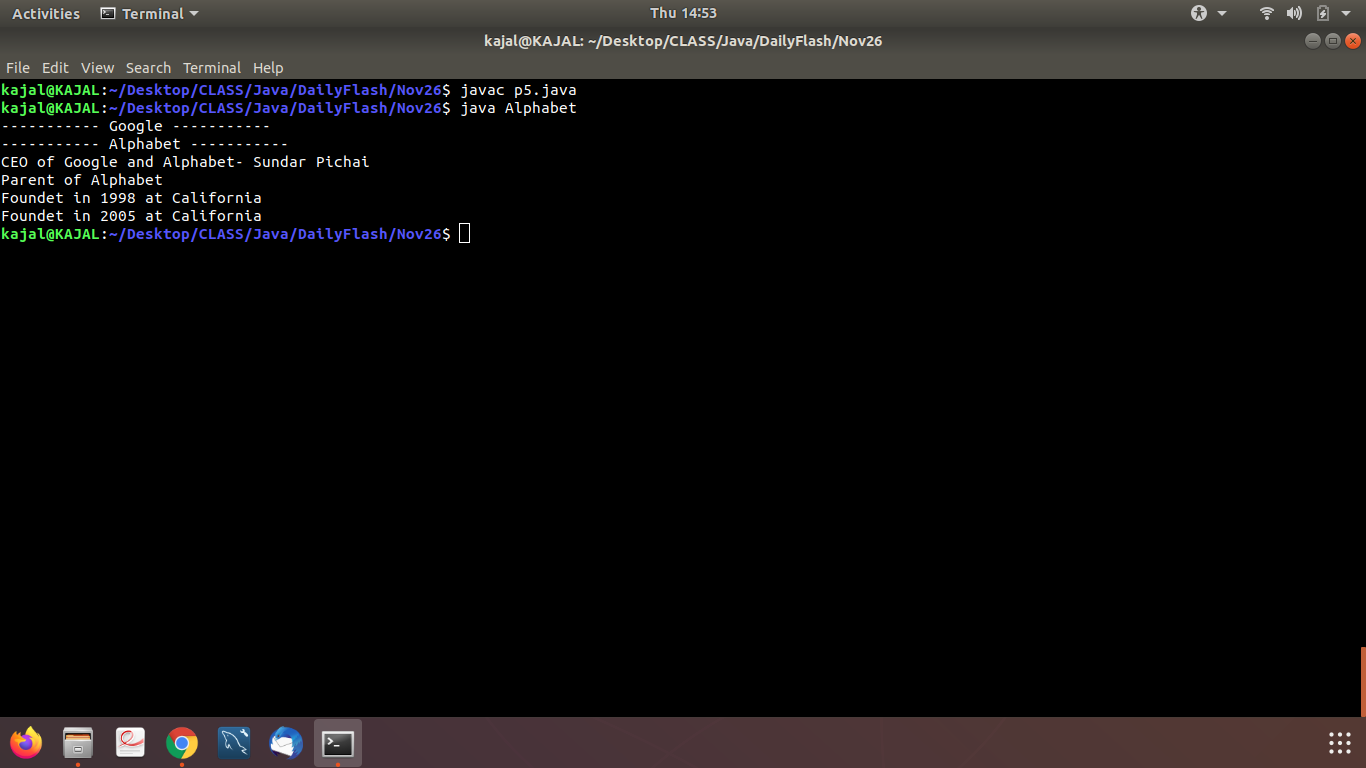 Activities Terminal Thu 14:53
kajal@KAJAL: ~/Desktop/CLASS/Java/DailyFlash/Nov26
File Edit View Search Terminal Help
kajal@KAJAL:~/Desktop/CLASS/Java/DailyFlash/Nov26$ javac p5.java
kajal@KAJAL:~/Desktop/CLASS/Java/DailyFlash/Nov26$ java Alphabet
----------- Google -----------
----------- Alphabet -----------
CEO of Google and Alphabet- Sundar Pichai
Parent of Alphabet
Foundet in 1998 at California
Foundet in 2005 at California
kajal@KAJAL:~/Desktop/CLASS/Java/DailyFlash/Nov26$